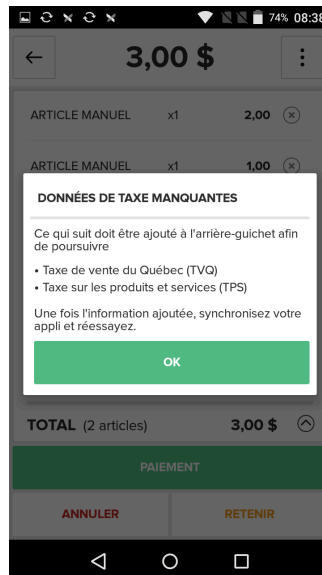 74% 08:38
3,00 $
ARTICLE MANUEL x1 2,00
ARTICLE MANUEL x1 1,00
DONNÉES DE TAXE MANQUANTES
Ce qui suit doit être ajouté à l'arrière-guichet afin
de poursuivre
• Taxe de vente du Québec (TVQ)
• Taxe sur les produits et services (TPS)
Une fois l'information ajoutée, synchronisez votre
appli et réessayez.
OK
TOTAL (2 articles) 3,00 $
PAIEMENT
ANNULER RETENIR